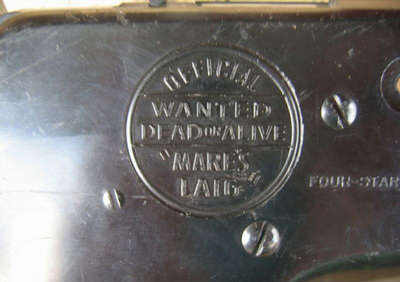 OFFICIAL
WANTED
DEAD OR ALIVE
"MARE'S
LAIG"
FOUR-STAR